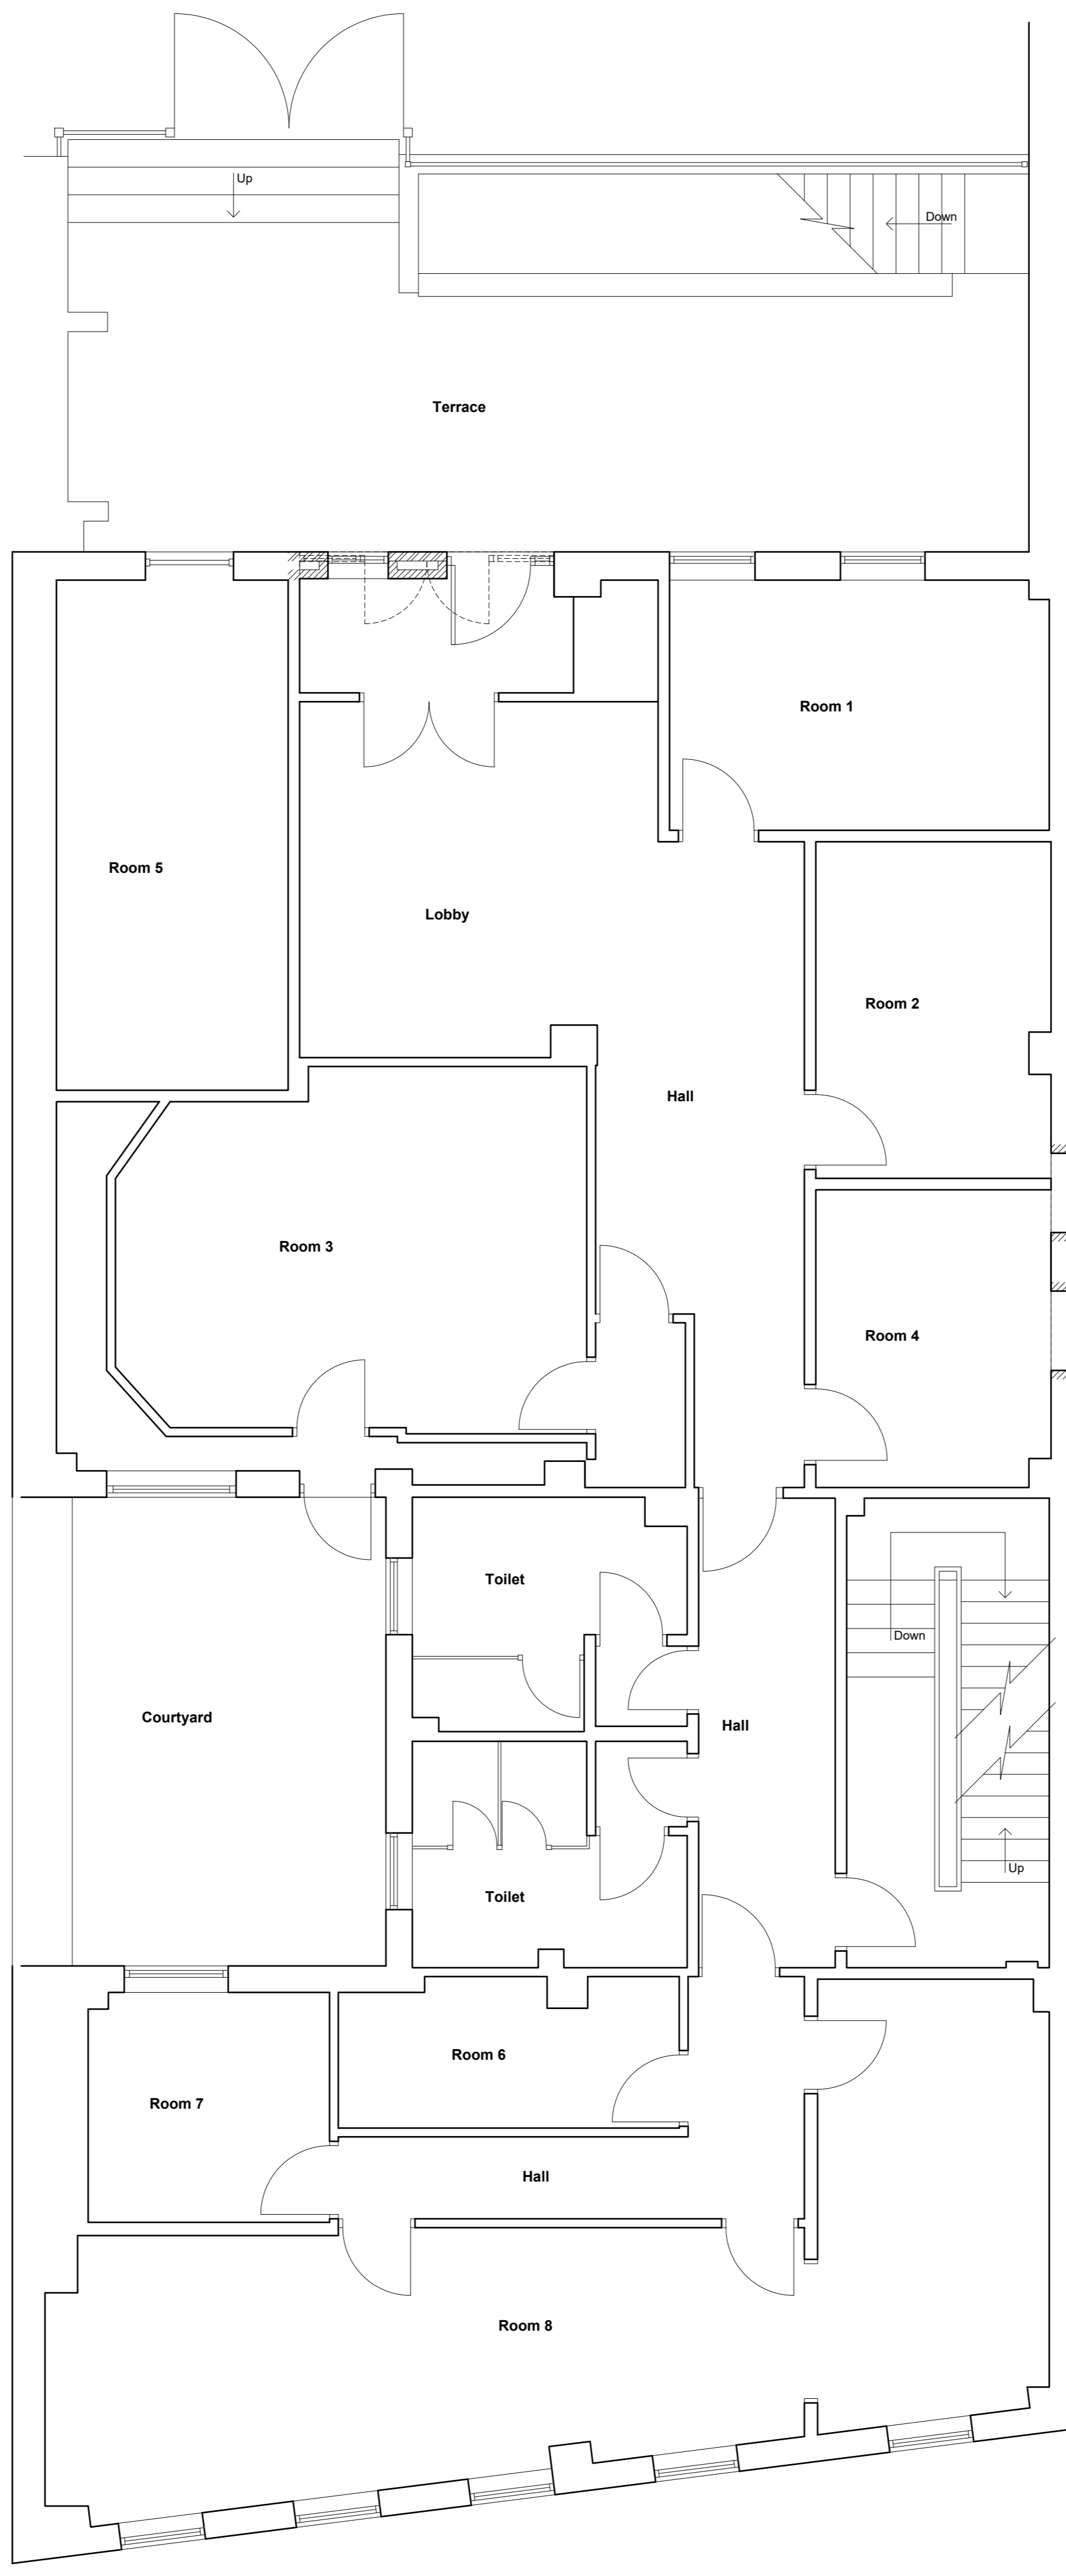 Up
Down
Terrace
Room 1
Room 5
Lobby
Room 2
Hall
Room 3
Room 4
Toilet
Down
Courtyard
Hall
Up
Toilet
Room 6
Room 7
Hall
Room 8